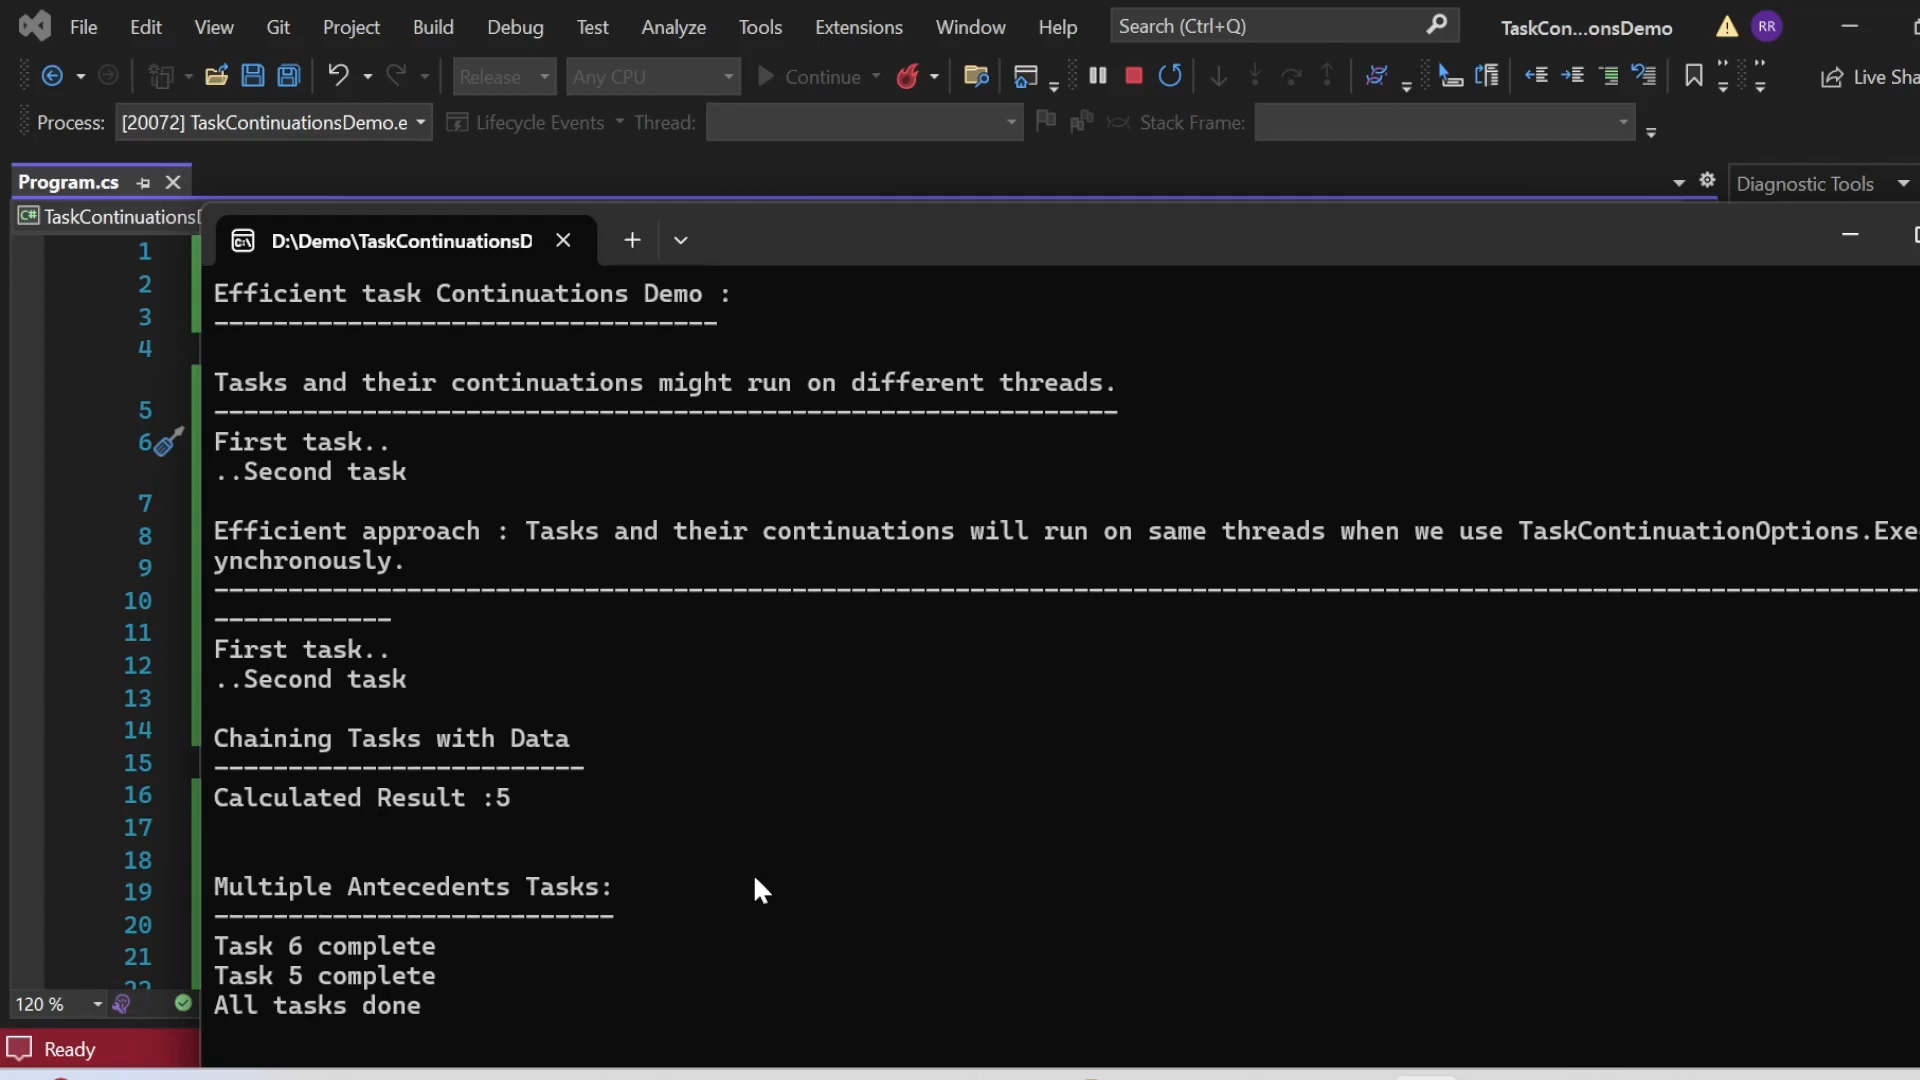 File Edit View Git Project Build Debug Test Analyze Tools Extensions Window Help Search (Ctrl+Q) TaskCon...onsDemo RR
Release Any CPU Continue Live Sha
Process: [20072] TaskContinuationsDemo.e Lifecycle Events Thread: Stack Frame:
Program.cs Diagnostic Tools
C# TaskContinuationsD
D:\Demo\TaskContinuationsD
1
2
3
4
5
6
7
8
9
10
11
12
13
14
15
16
17
18
19
20
21
22
Efficient task Continuations Demo :
----------------------------------
Tasks and their continuations might run on different threads.
-------------------------------------------------------------
First task..
..Second task
Efficient approach : Tasks and their continuations will run on same threads when we use TaskContinuationOptions.Exe
ynchronously.
--------------------------------------------------------------------------------------------------------------------
------------
First task..
..Second task
Chaining Tasks with Data
-------------------------
Calculated Result :5
Multiple Antecedents Tasks:
---------------------------
Task 6 complete
Task 5 complete
All tasks done
120 %
Ready